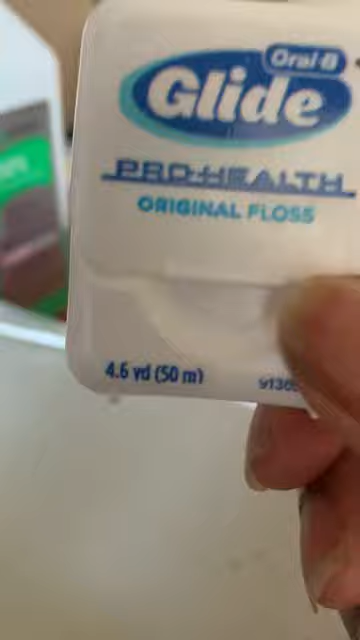 Oral-B
Glide
PRO-HEALTH
ORIGINAL FLOSS
4.6 yd (50 m)